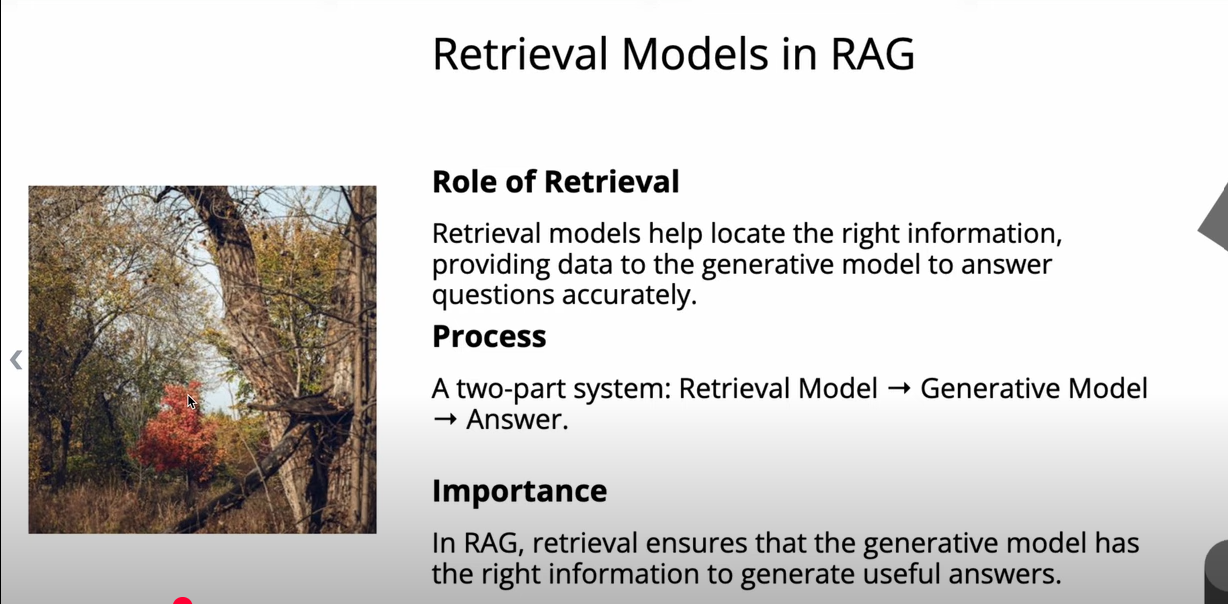 Retrieval Models in RAG
Role of Retrieval
Retrieval models help locate the right information,
providing data to the generative model to answer
questions accurately.
Process
A two-part system: Retrieval Model → Generative Model
→ Answer.
Importance
In RAG, retrieval ensures that the generative model has
the right information to generate useful answers.